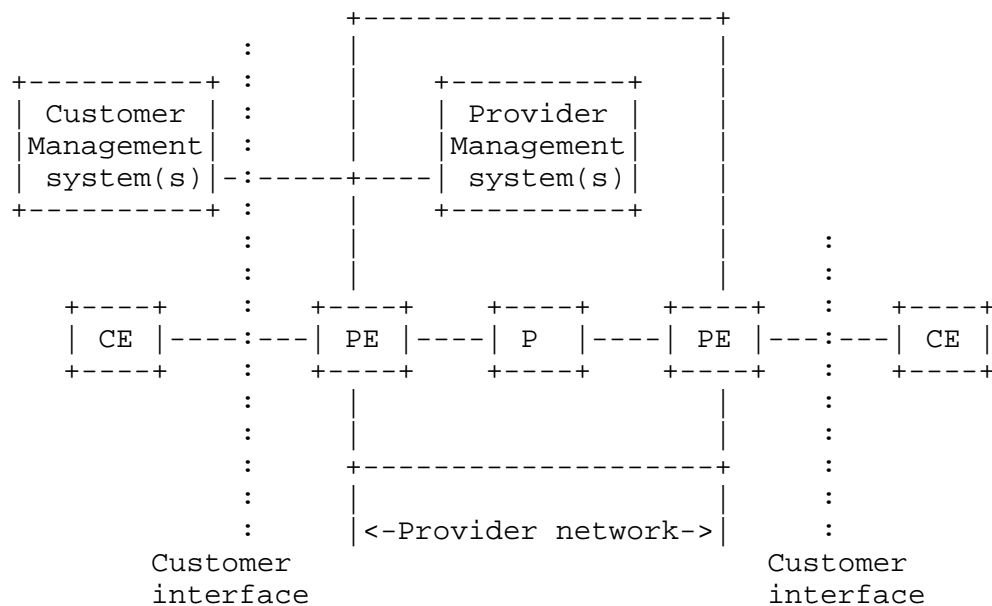 Customer Provider
Management Management
system(s) system(s)
CE PE P PE CE
<-Provider network->
Customer Customer
interface interface